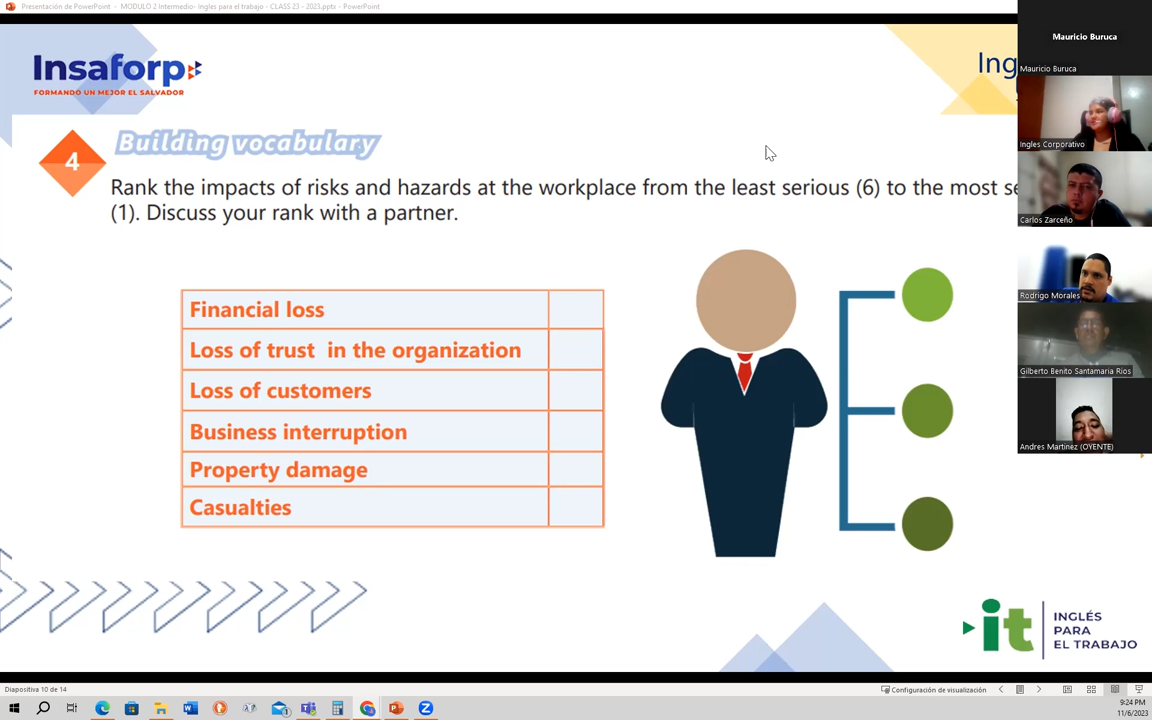 Presentación de PowerPoint - MODULO 2 Intermedio- Ingles para el trabajo - CLASS 23 - 2023.pptx - PowerPoint
Mauricio Buruca
Mauricio Buruca
Insaforp
FORMANDO UN MEJOR EL SALVADOR
Ing
Ingles Corporativo
4
Building vocabulary
Rank the impacts of risks and hazards at the workplace from the least serious (6) to the most se
(1). Discuss your rank with a partner.
Carlos Zarceño
Rodrigo Morales
Gilberto Benito Santamaria Rios
Andres Martinez (OYENTE)
Financial loss
Loss of trust in the organization
Loss of customers
Business interruption
Property damage
Casualties
it
INGLÉS
PARA
EL TRABAJO
Diapositiva 10 de 14
Configuración de visualización
9:24 PM
11/6/2023